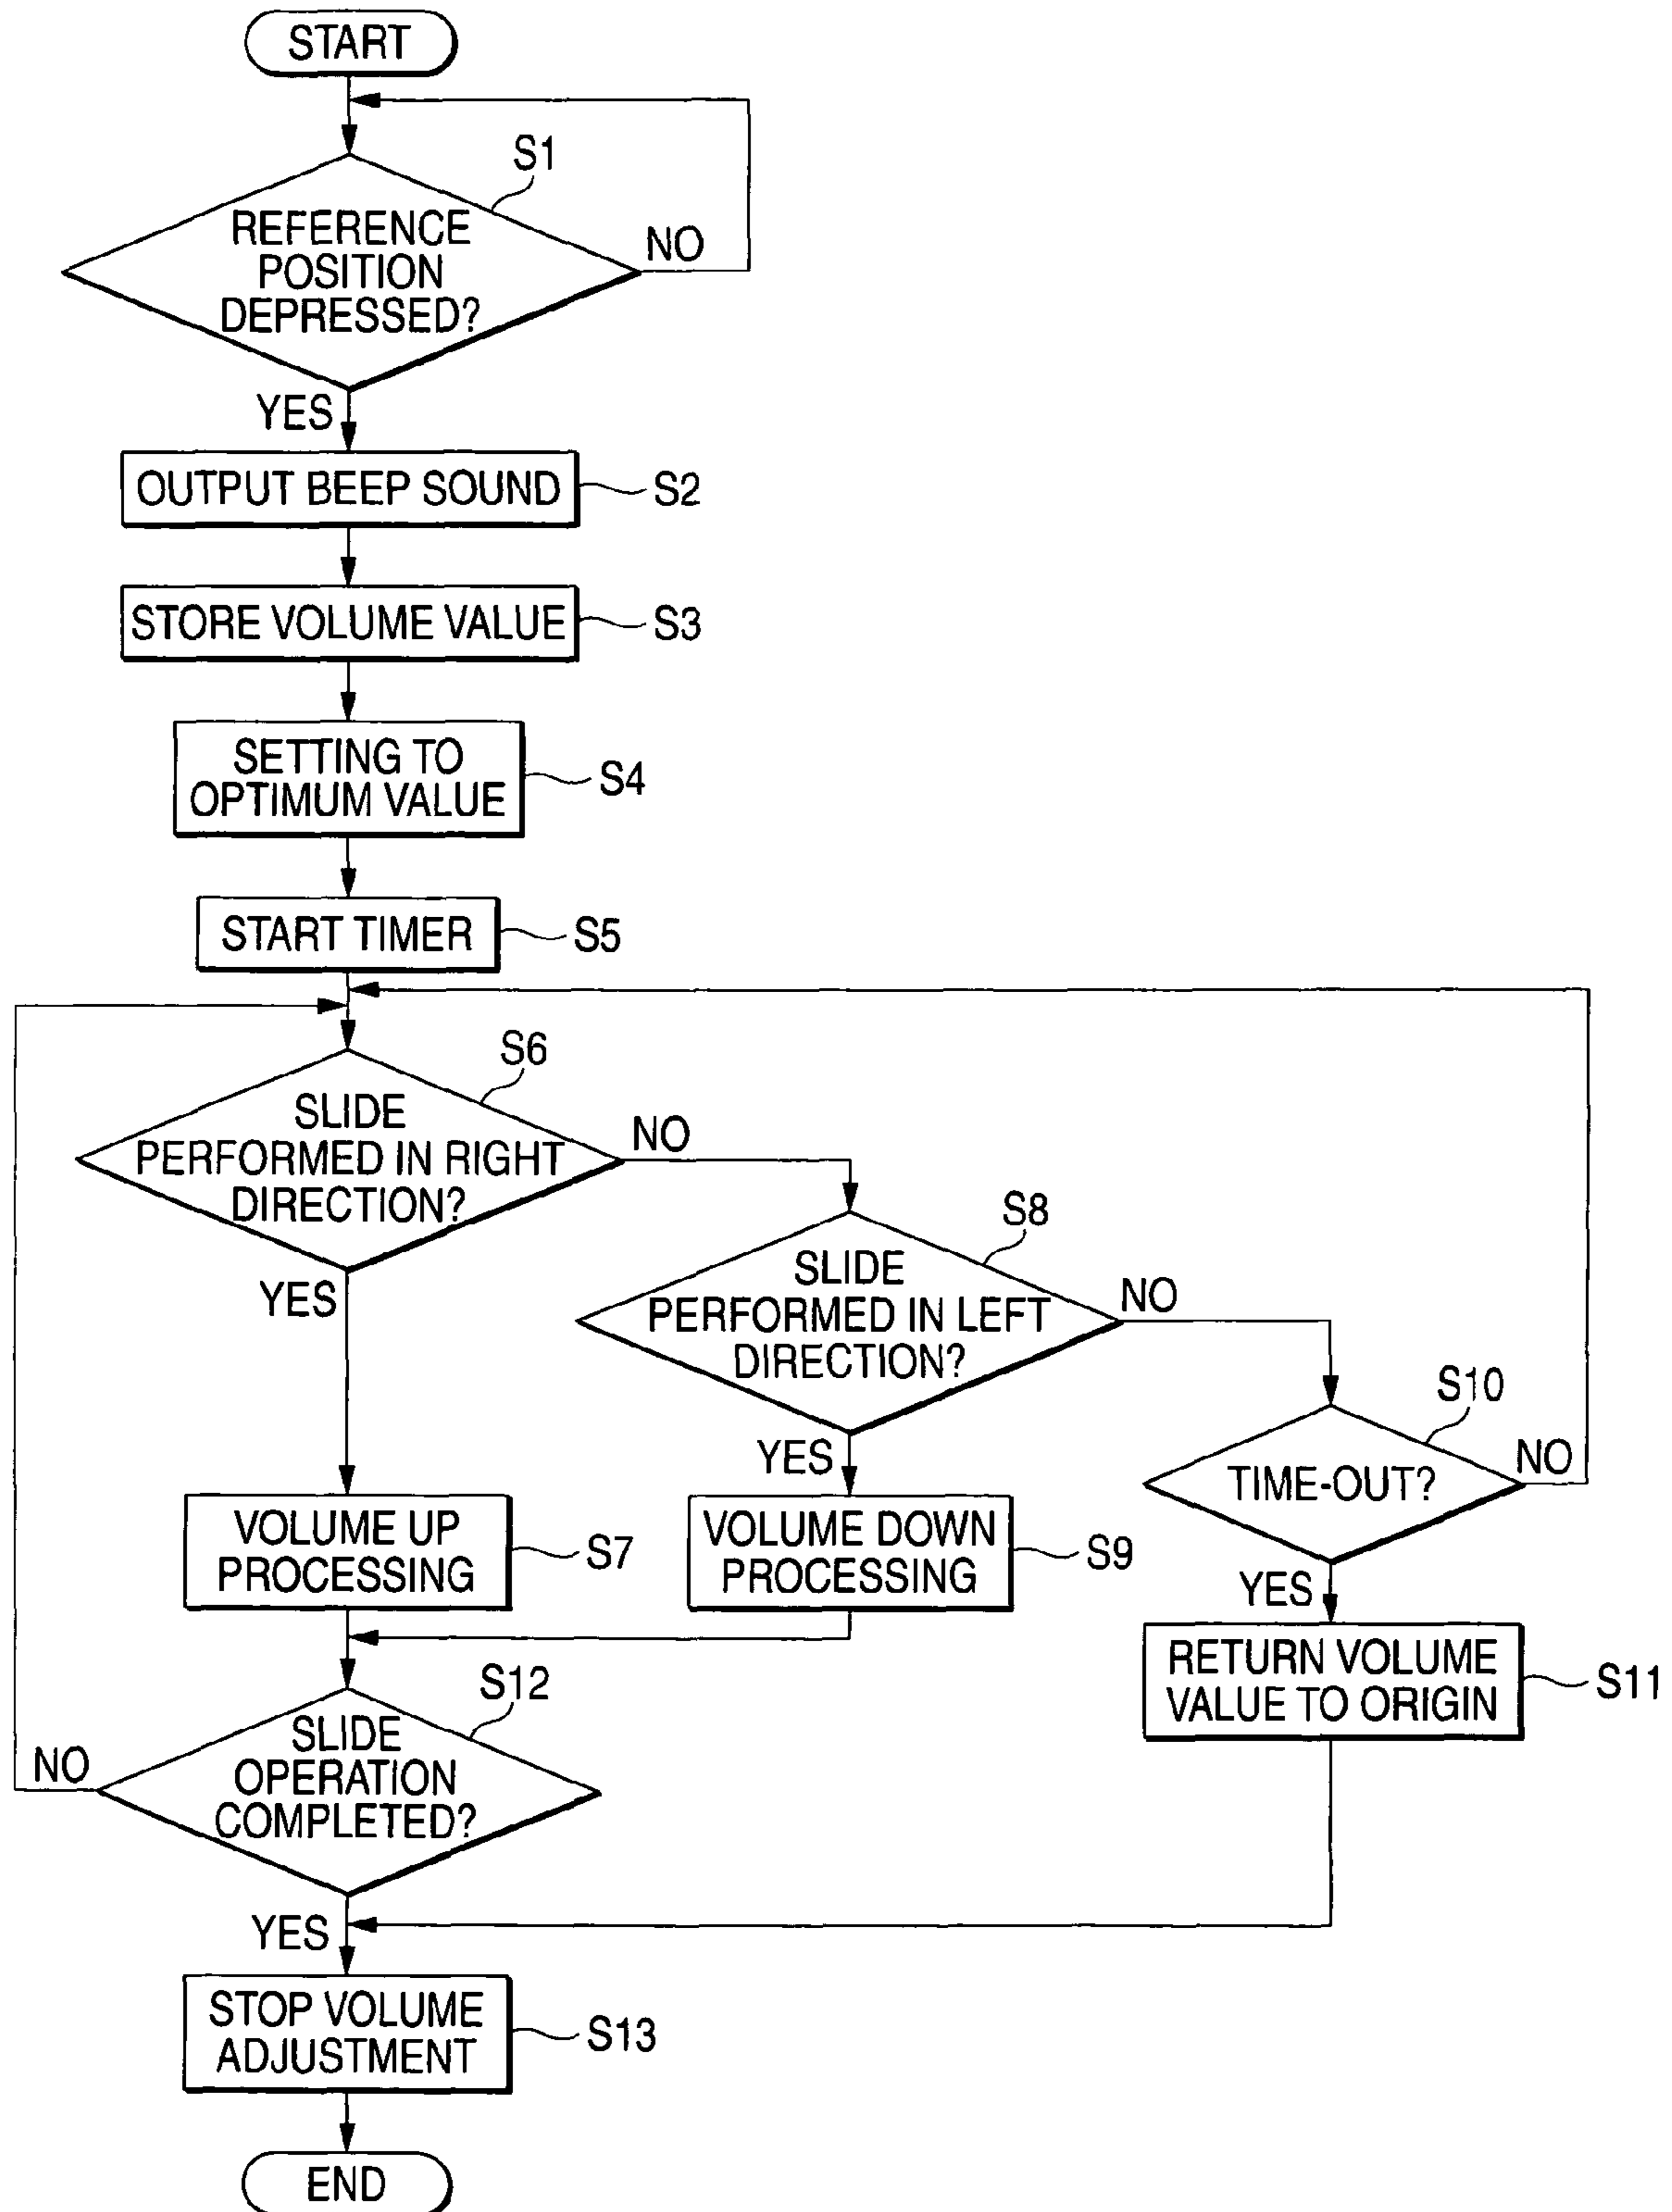 START
S1
REFERENCE
POSITION
DEPRESSED?
NO
YES
OUTPUT BEEP SOUND
S2
STORE VOLUME VALUE
S3
SETTING TO
OPTIMUM VALUE
S4
START TIMER
S5
S6
SLIDE
PERFORMED IN RIGHT
DIRECTION?
NO
YES
S8
SLIDE
PERFORMED IN LEFT
DIRECTION?
NO
YES
S10
TIME-OUT?
NO
YES
VOLUME UP
PROCESSING
S7
VOLUME DOWN
PROCESSING
S9
RETURN VOLUME
VALUE TO ORIGIN
S11
S12
SLIDE
OPERATION
COMPLETED?
NO
YES
STOP VOLUME
ADJUSTMENT
S13
END